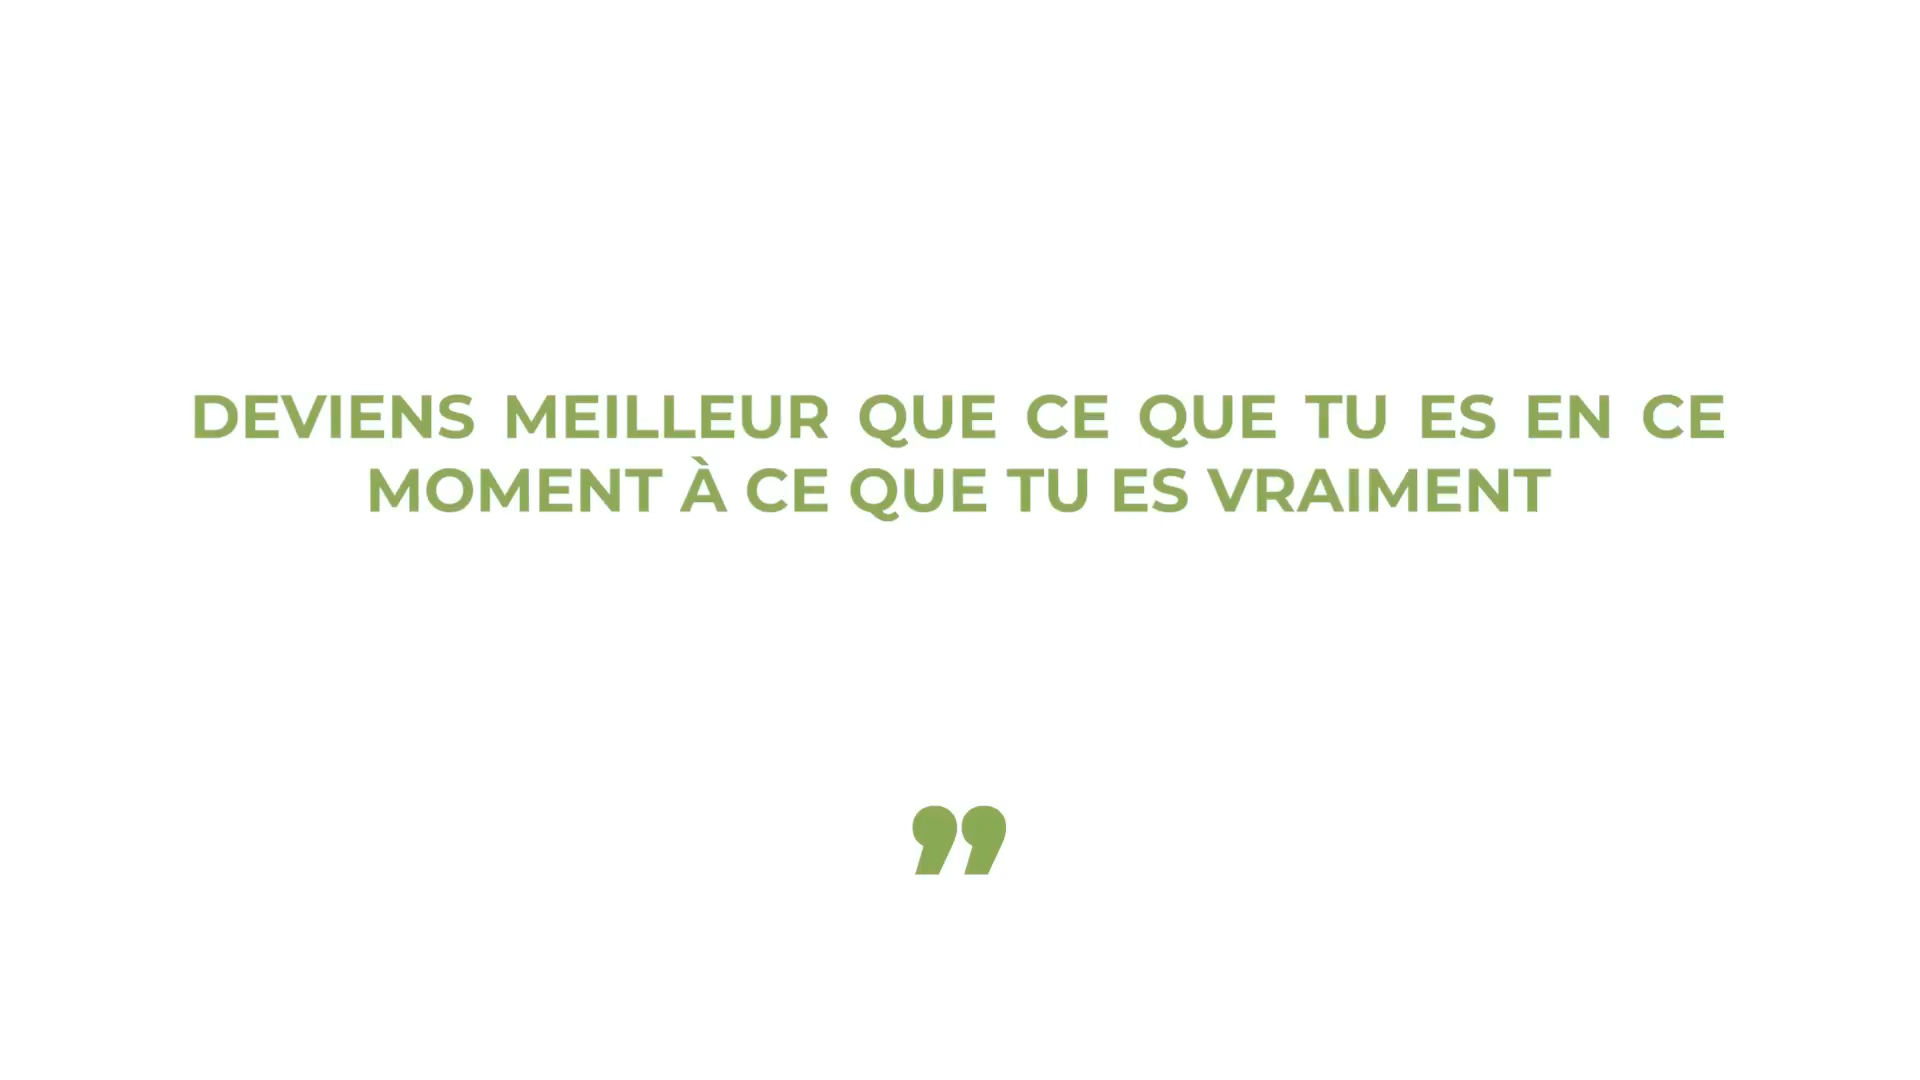 DEVIENS MEILLEUR QUE CE QUE TU ES EN CE
MOMENT À CE QUE TU ES VRAIMENT
”